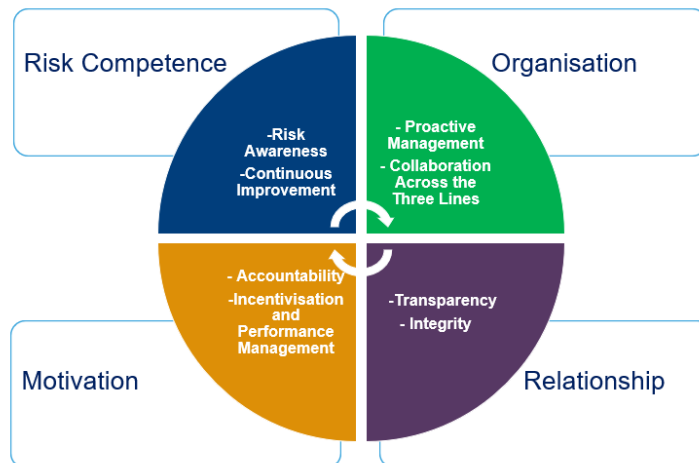 Risk Competence
Organisation
-Risk
Awareness
-Continuous
Improvement
- Proactive
Management
- Collaboration
Across the
Three Lines
- Accountability
-Incentivisation
and
Performance
Management
-Transparency
- Integrity
Motivation
Relationship